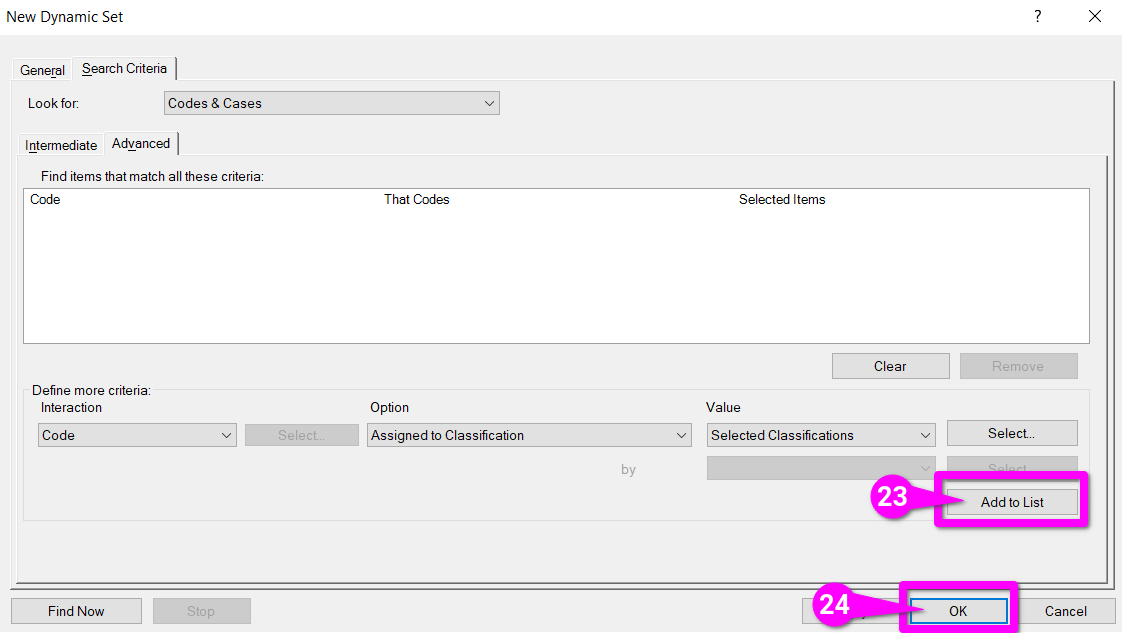 New Dynamic Set ?
General Search Criteria
Look for: Codes & Cases
Intermediate Advanced
Find items that match all these criteria:
Code That Codes Selected Items
Clear Remove
Define more criteria:
Interaction Option Value
Code Select... Assigned to Classification Selected Classifications Select...
by Select...
23 Add to List
Find Now Stop 24 OK Cancel